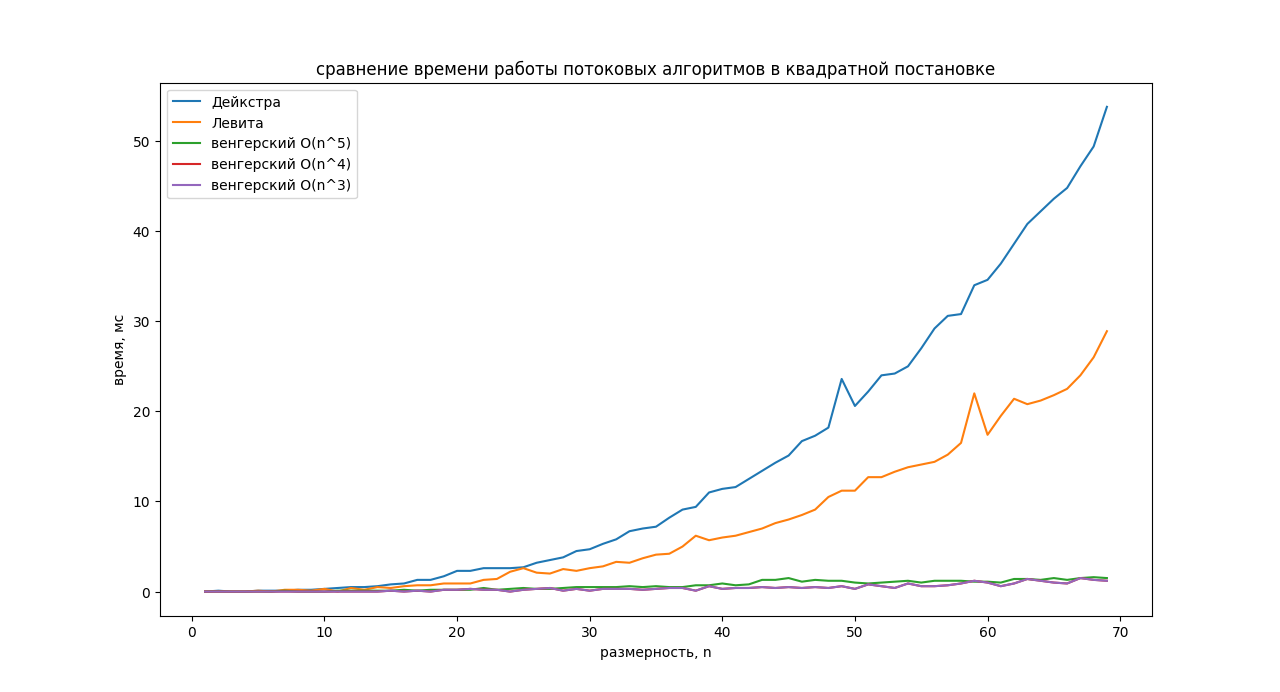 сравнение времени работы потоковых алгоритмов в квадратной постановке
Дейкстра
Левита
венгерский O(n^5)
венгерский O(n^4)
венгерский O(n^3)
время, мс
50
40
30
20
10
0
0 10 20 30 40 50 60 70
размерность, n